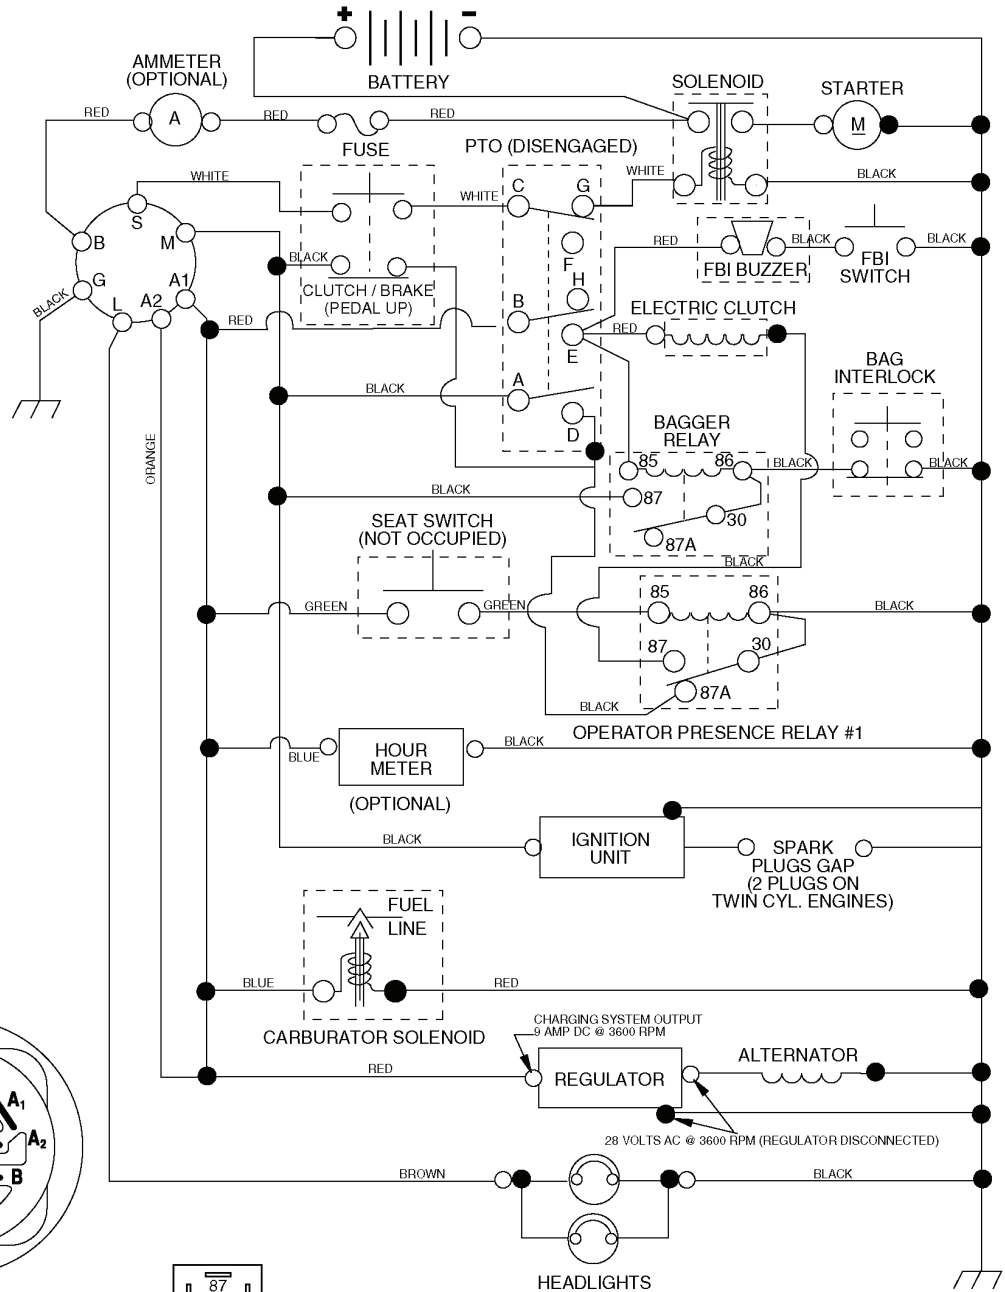 + -
BATTERY
AMMETER
(OPTIONAL)
SOLENOID
STARTER
RED
A
RED
RED
M
FUSE
PTO (DISENGAGED)
WHITE
WHITE
C
G
WHITE
BLACK
S
B
M
F
RED
BLACK
BLACK
BLACK
FBI BUZZER
FBI
SWITCH
G
A1
H
CLUTCH / BRAKE
(PEDAL UP)
BLACK
L
A2
B
ELECTRIC CLUTCH
RED
RED
E
BAG
INTERLOCK
BLACK
A
D
BAGGER
RELAY
ORANGE
85
86
BLACK
BLACK
BLACK
87
30
87A
SEAT SWITCH
(NOT OCCUPIED)
BLACK
85
86
GREEN
GREEN
BLACK
87
30
87A
BLACK
OPERATOR PRESENCE RELAY #1
BLUE
HOUR
METER
BLACK
(OPTIONAL)
BLACK
IGNITION
UNIT
SPARK
PLUGS GAP
(2 PLUGS ON
TWIN CYL. ENGINES)
FUEL
LINE
BLUE
RED
CARBURATOR SOLENOID
CHARGING SYSTEM OUTPUT
9 AMP DC @ 3600 RPM
RED
REGULATOR
ALTERNATOR
28 VOLTS AC @ 3600 RPM (REGULATOR DISCONNECTED)
A1
A2
B
BROWN
BLACK
HEADLIGHTS
87